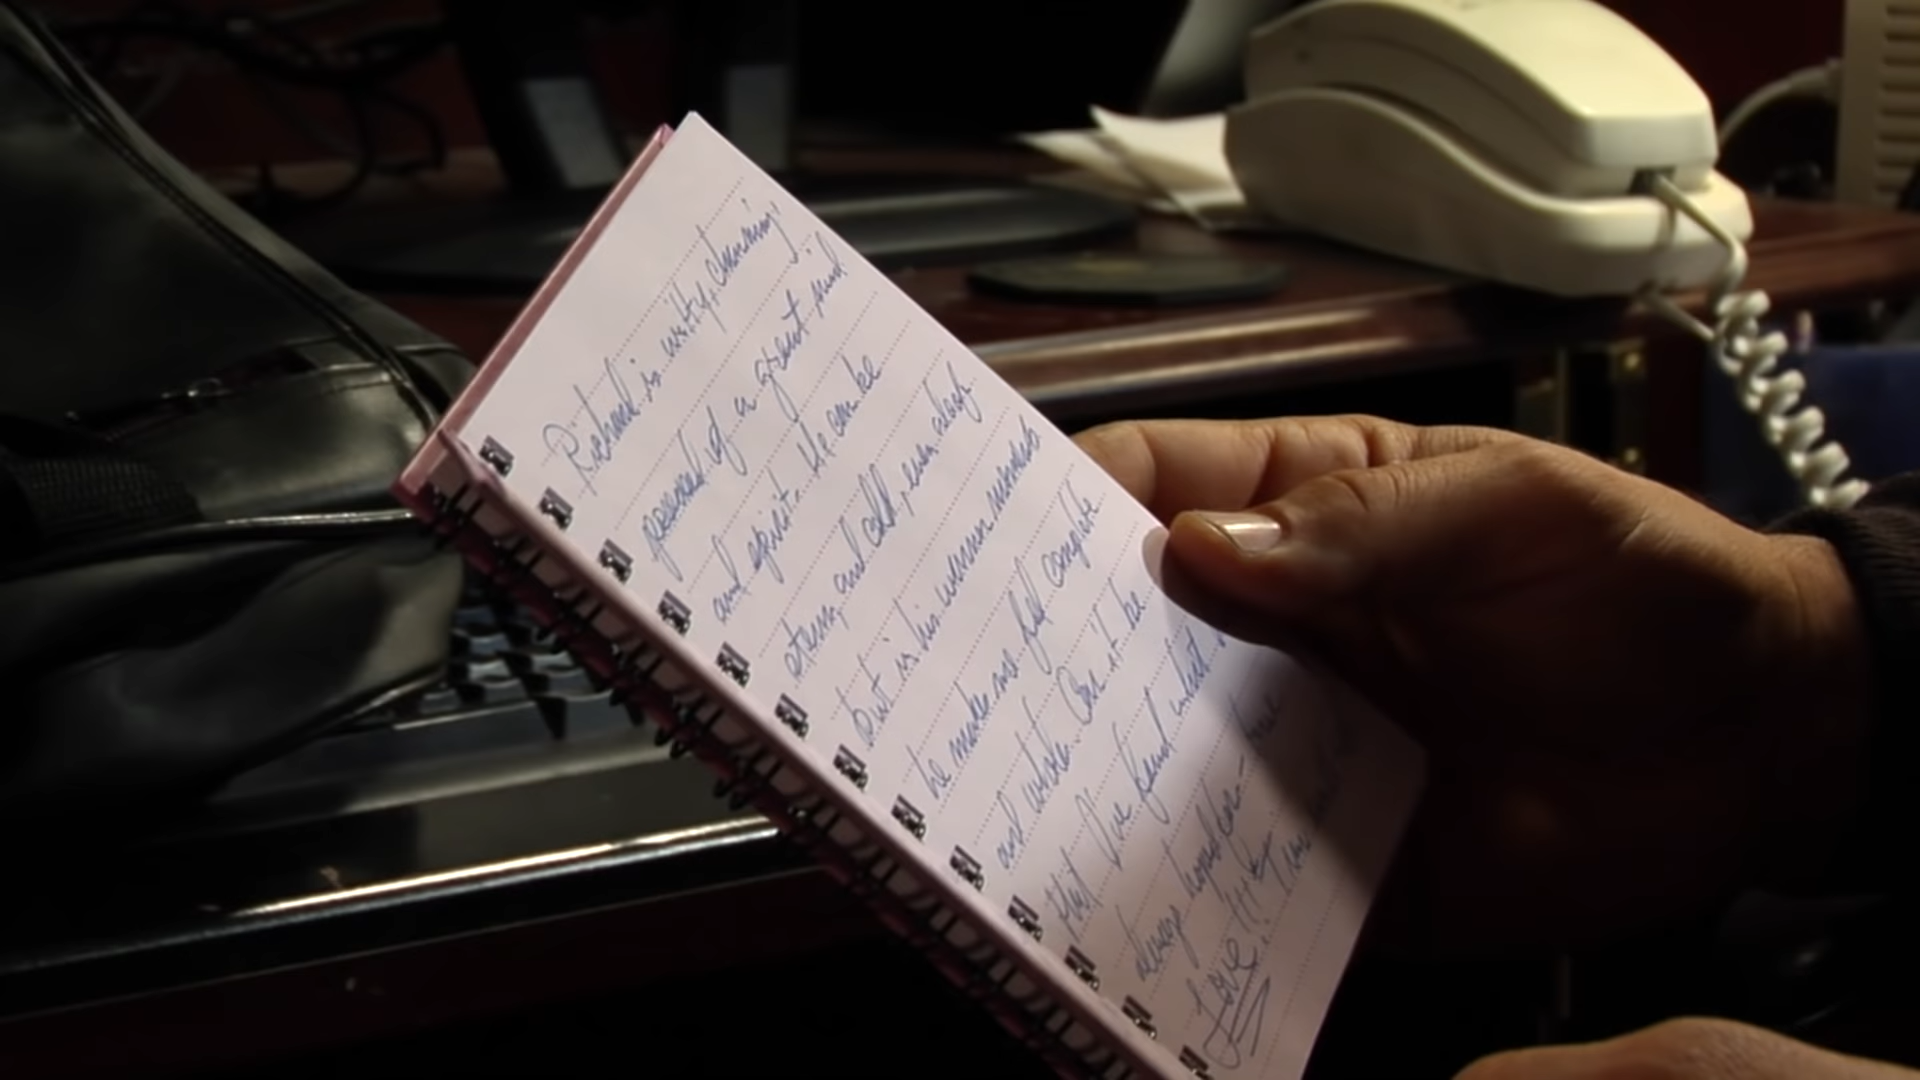 Richard is witty, charming,
possessed of a great mind
and spirit. He can be
stern, and cold, even aloof.
But in his warmer moments
he makes me feel complete
and whole. Can it be
that I've found what
always hoped for - true
Love!